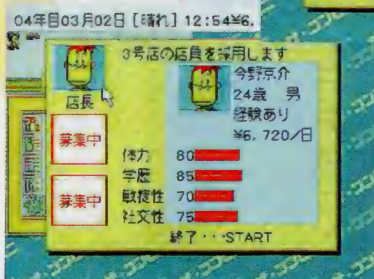 04年目03月02日[晴れ]12:54¥6.
3号店の店員を採用します
今野京介
24歳 男
経験あり
¥6,720/日
店長
募集中
募集中
体力 80
学歴 85
敏捷性 70
社交性 75
終了・・・START